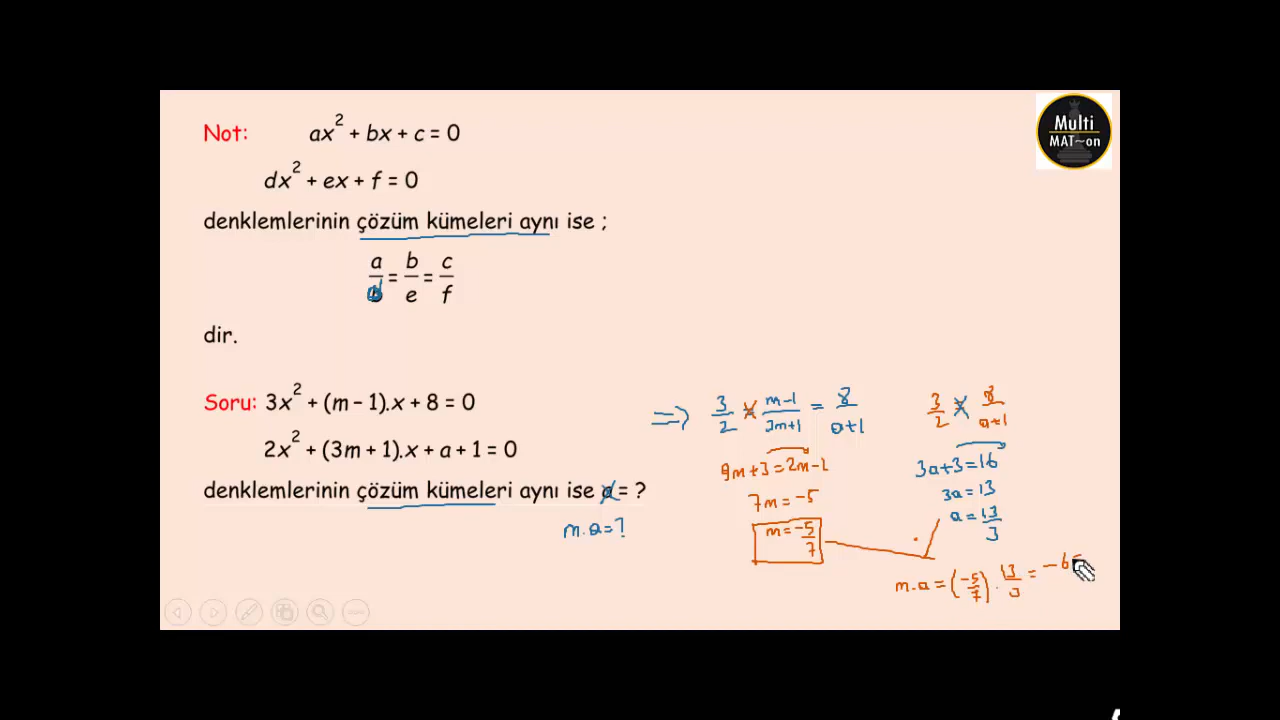 Multi
MAT~on
Not: ax² + bx + c = 0
dx² + ex + f = 0
denklemlerinin çözüm kümeleri aynı ise ;
a/d = b/e = c/f
dir.
Soru: 3x² + (m – 1).x + 8 = 0
2x² + (3m + 1).x + a + 1 = 0
denklemlerinin çözüm kümeleri aynı ise a = ?
m.a=?
⇒ 3/2 = m-1/3m+1 = 8/a+1
9m+3=2m-2
7m=-5
m=-5/7
3/2 = 8/a+1
3a+3=16
3a=13
a=13/3
m.a=(-5/7).13/3=-65